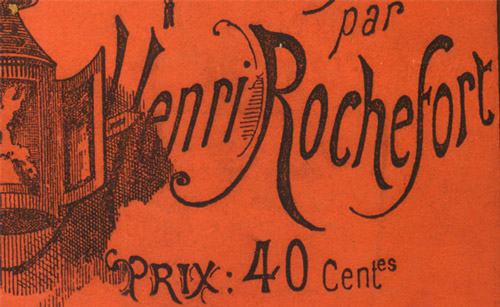 par
Henri Rochefort
PRIX: 40 Centes